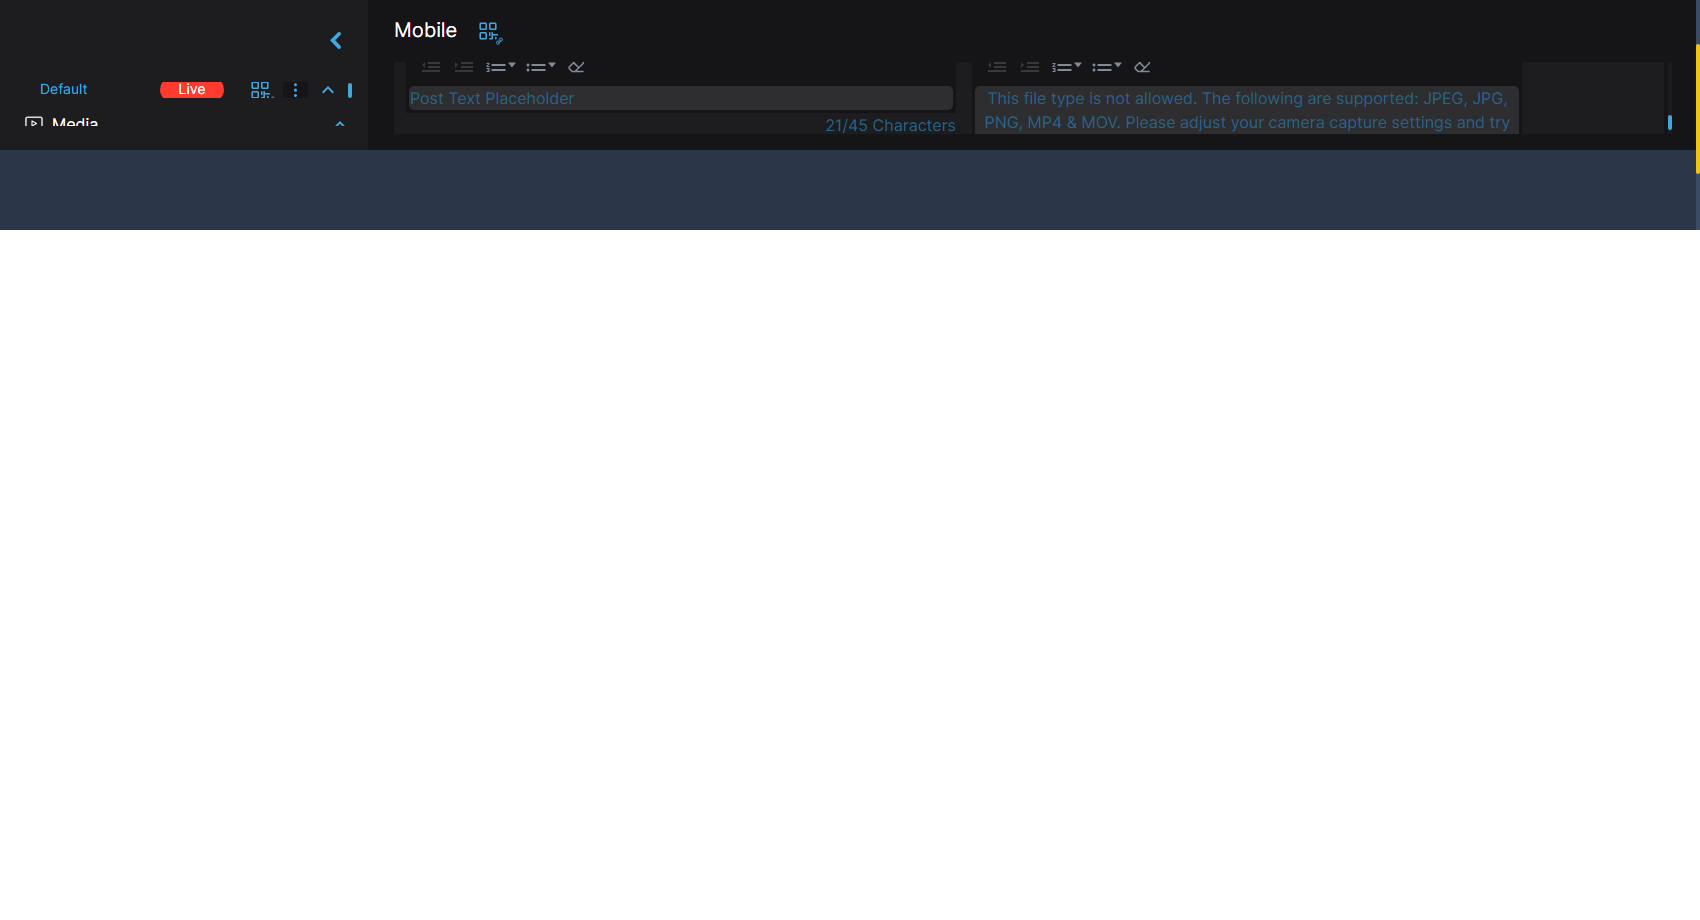 Mobile
Default
Live
Media
Post Text Placeholder
21/45 Characters
This file type is not allowed. The following are supported: JPEG, JPG,
PNG, MP4 & MOV. Please adjust your camera capture settings and try